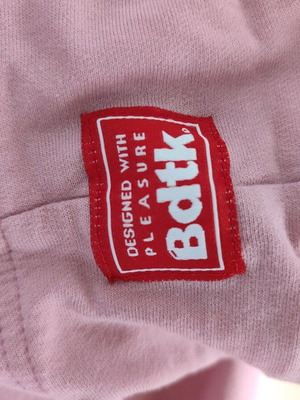 DESIGNED WITH
PLEASURE
Bdtk.